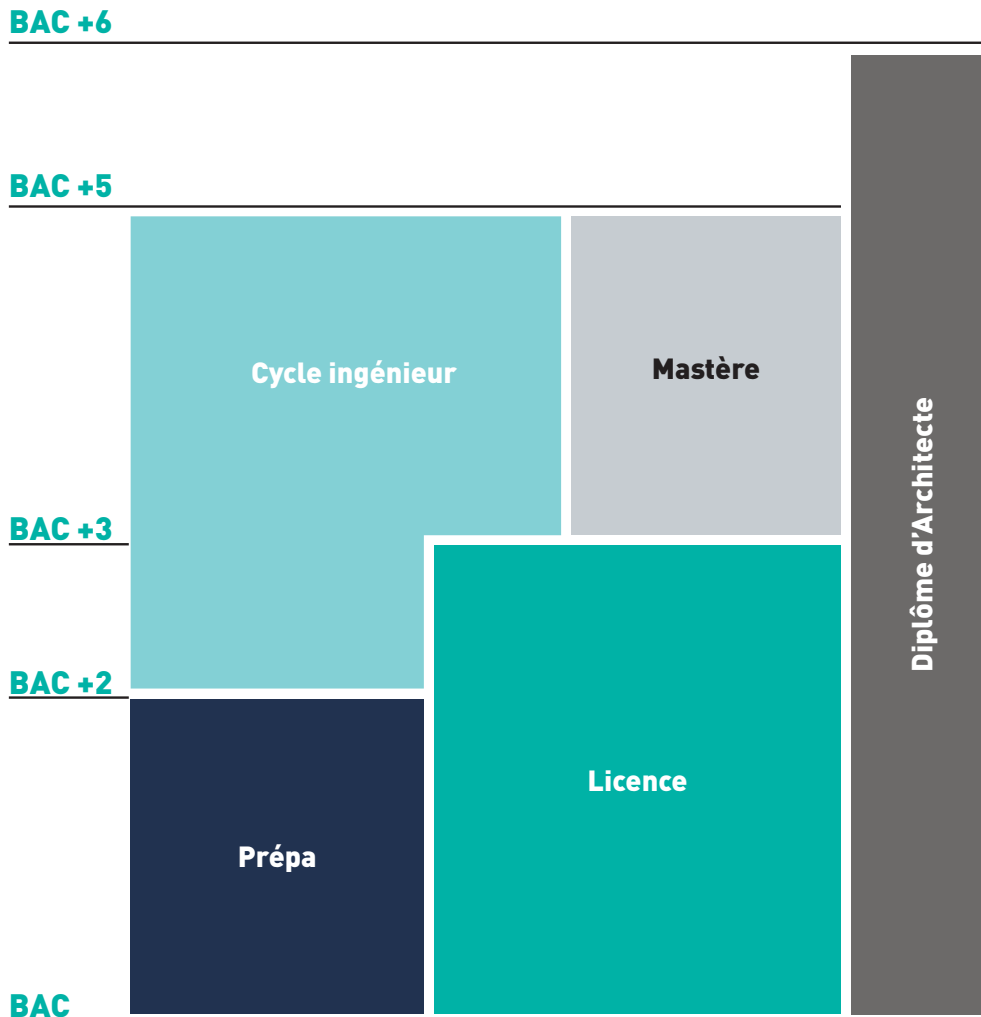 BAC +6
BAC +5
Cycle ingénieur
Mastère
BAC +3
Diplôme d'Architecte
BAC +2
Licence
Prépa
BAC